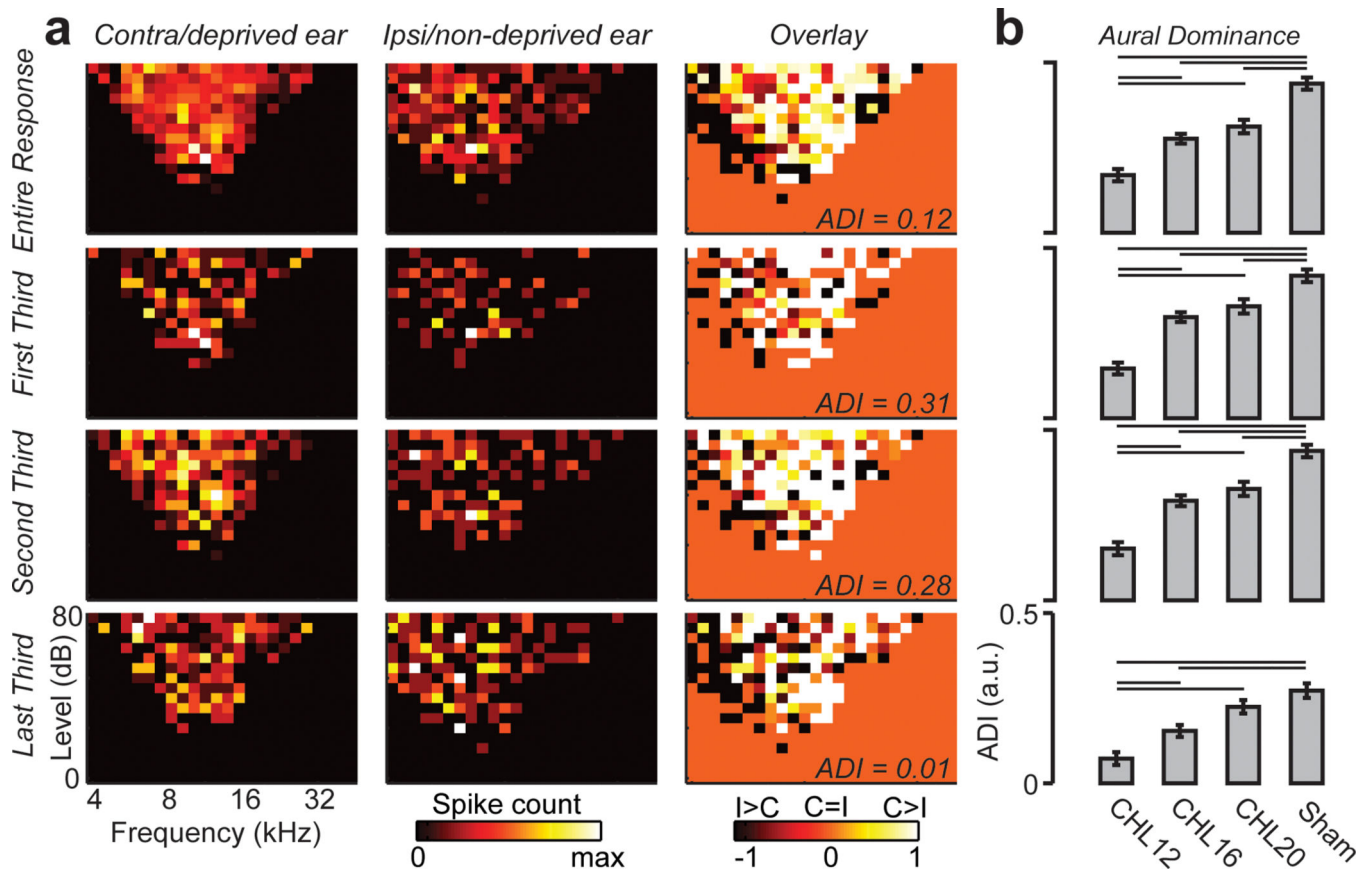 a Contra/deprived ear Ipsi/non-deprived ear Overlay b Aural Dominance
Entire Response
ADI = 0.12
First Third
ADI = 0.31
Second Third
ADI = 0.28
Last Third
Level (dB)
80
0
ADI = 0.01
4 8 16 32
Frequency (kHz)
Spike count
0 max
I>C C=I C>I
-1 0 1
ADI (a.u.)
0.5
0
CHL12 CHL16 CHL20 Sham